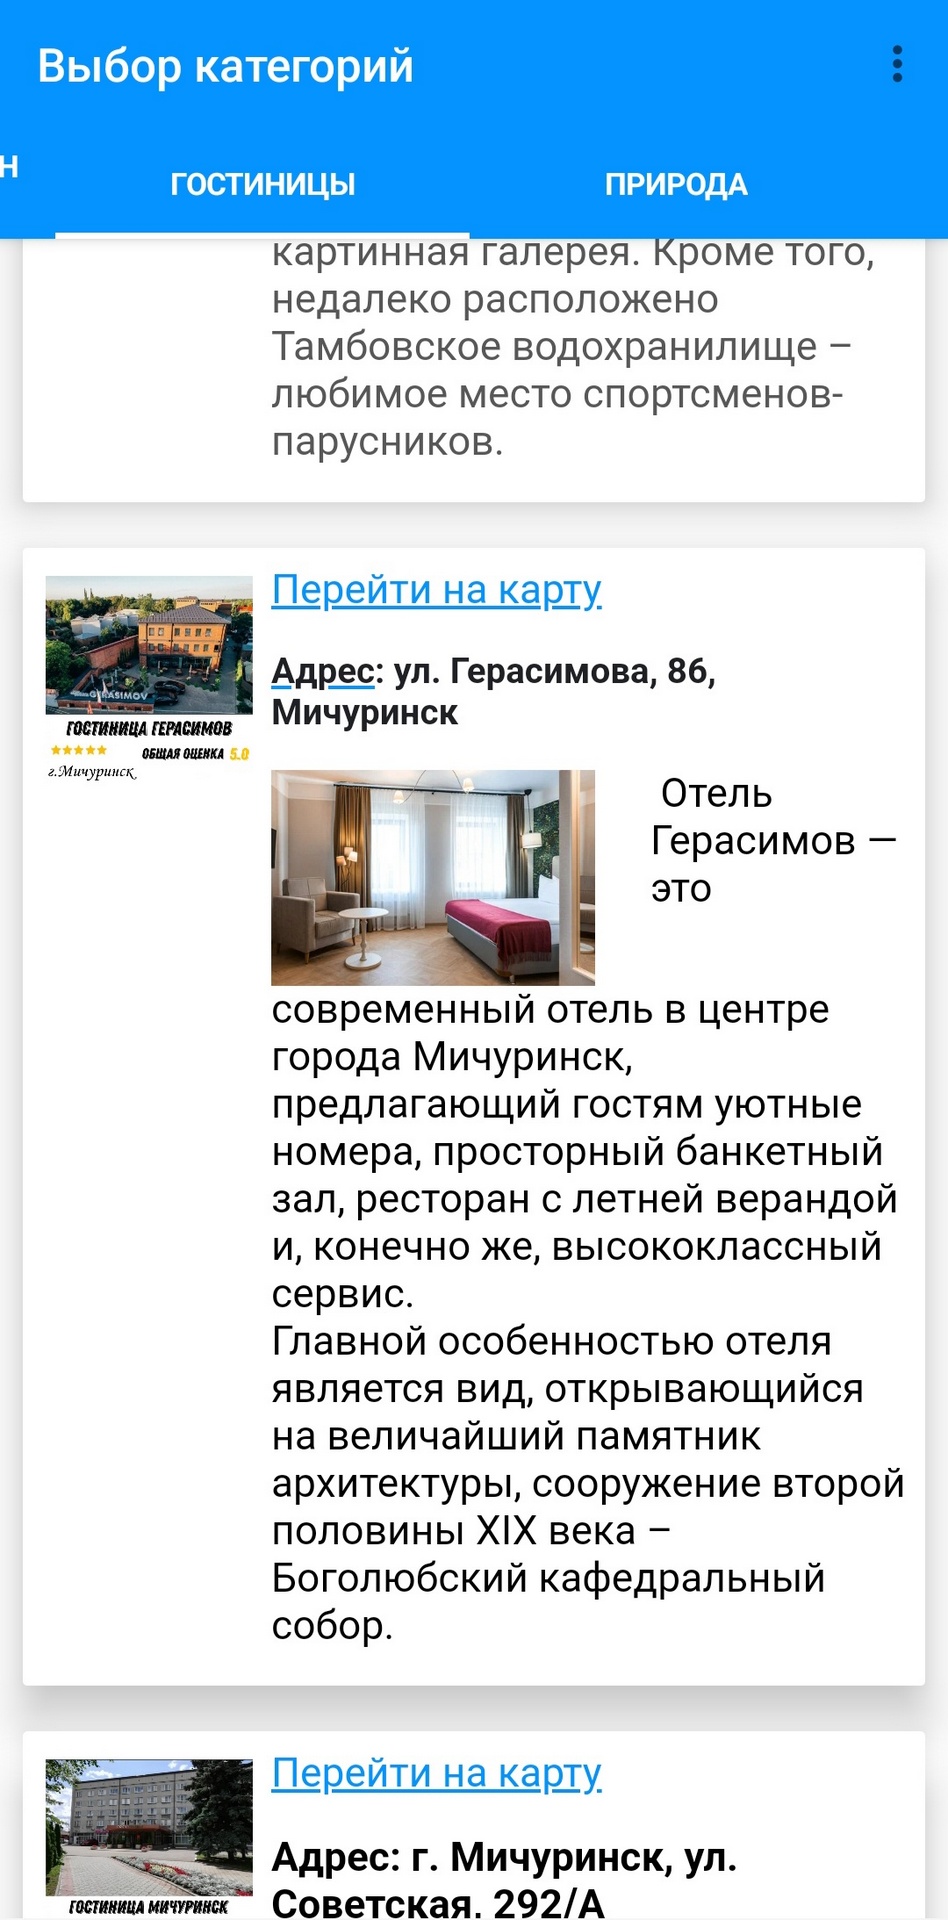 Выбор категорий
Н
ГОСТИНИЦЫ
ПРИРОДА
картинная галерея. Кроме того,
недалеко расположено
Тамбовское водохранилище –
любимое место спортсменов-
парусников.
GERASIMOV
ГОСТИНИЦА ГЕРАСИМОВ
ОБЩАЯ ОЦЕНКА 5.0
г.Мичуринск
Перейти на карту
Адрес: ул. Герасимова, 86,
Мичуринск
Отель
Герасимов —
это
современный отель в центре
города Мичуринск,
предлагающий гостям уютные
номера, просторный банкетный
зал, ресторан с летней верандой
и, конечно же, высококлассный
сервис.
Главной особенностью отеля
является вид, открывающийся
на величайший памятник
архитектуры, сооружение второй
половины XIX века –
Боголюбский кафедральный
собор.
ГОСТИНИЦА МИЧУРИНСК
Перейти на карту
Адрес: г. Мичуринск, ул.
Советская, 292/А